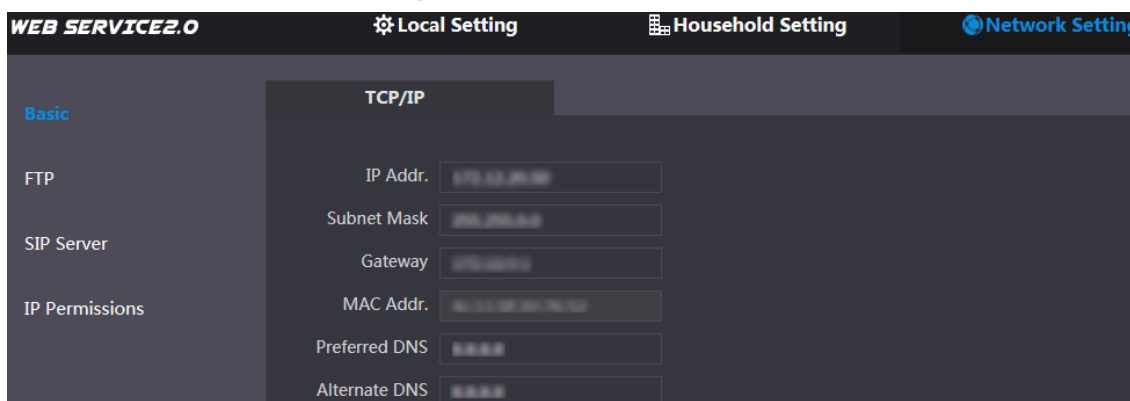 WEB SERVICE2.0 Local Setting Household Setting Network Setting
TCP/IP
Basic
IP Addr.
FTP
Subnet Mask
SIP Server
Gateway
IP Permissions
MAC Addr.
Preferred DNS
Alternate DNS